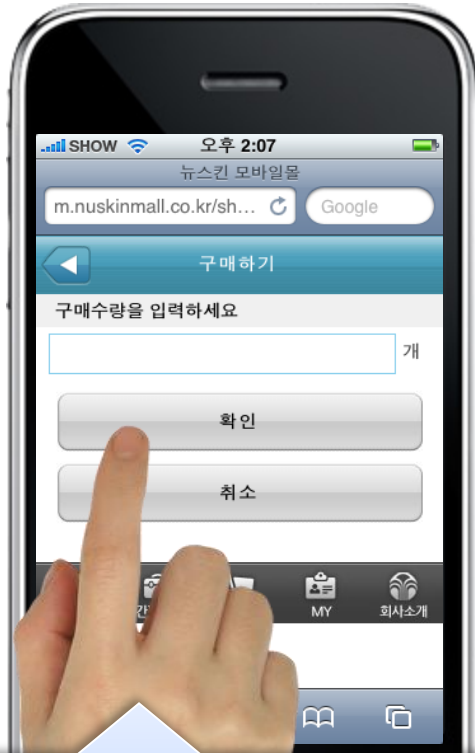 SHOW 오후 2:07
뉴스킨 모바일몰
m.nuskinmall.co.kr/sh... Google
구매하기
구매수량을 입력하세요
개
확인
취소
MY 회사소개